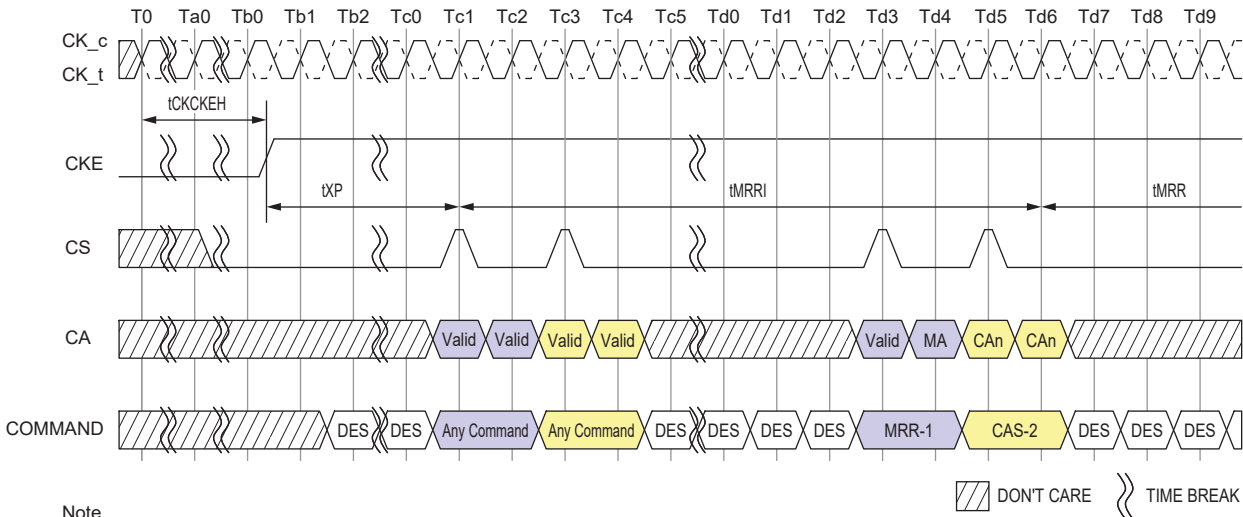 T0 Ta0 Tb0 Tb1 Tb2 Tc0 Tc1 Tc2 Tc3 Tc4 Tc5 Td0 Td1 Td2 Td3 Td4 Td5 Td6 Td7 Td8 Td9
CK_c
CK_t
tCKCKEH
CKE
tXP tMRRI tMRR
CS
CA Valid Valid Valid Valid Valid MA CAn CAn
COMMAND DES DES Any Command Any Command DES DES DES DES MRR-1 CAS-2 DES DES DES
DON'T CARE TIME BREAK
Note